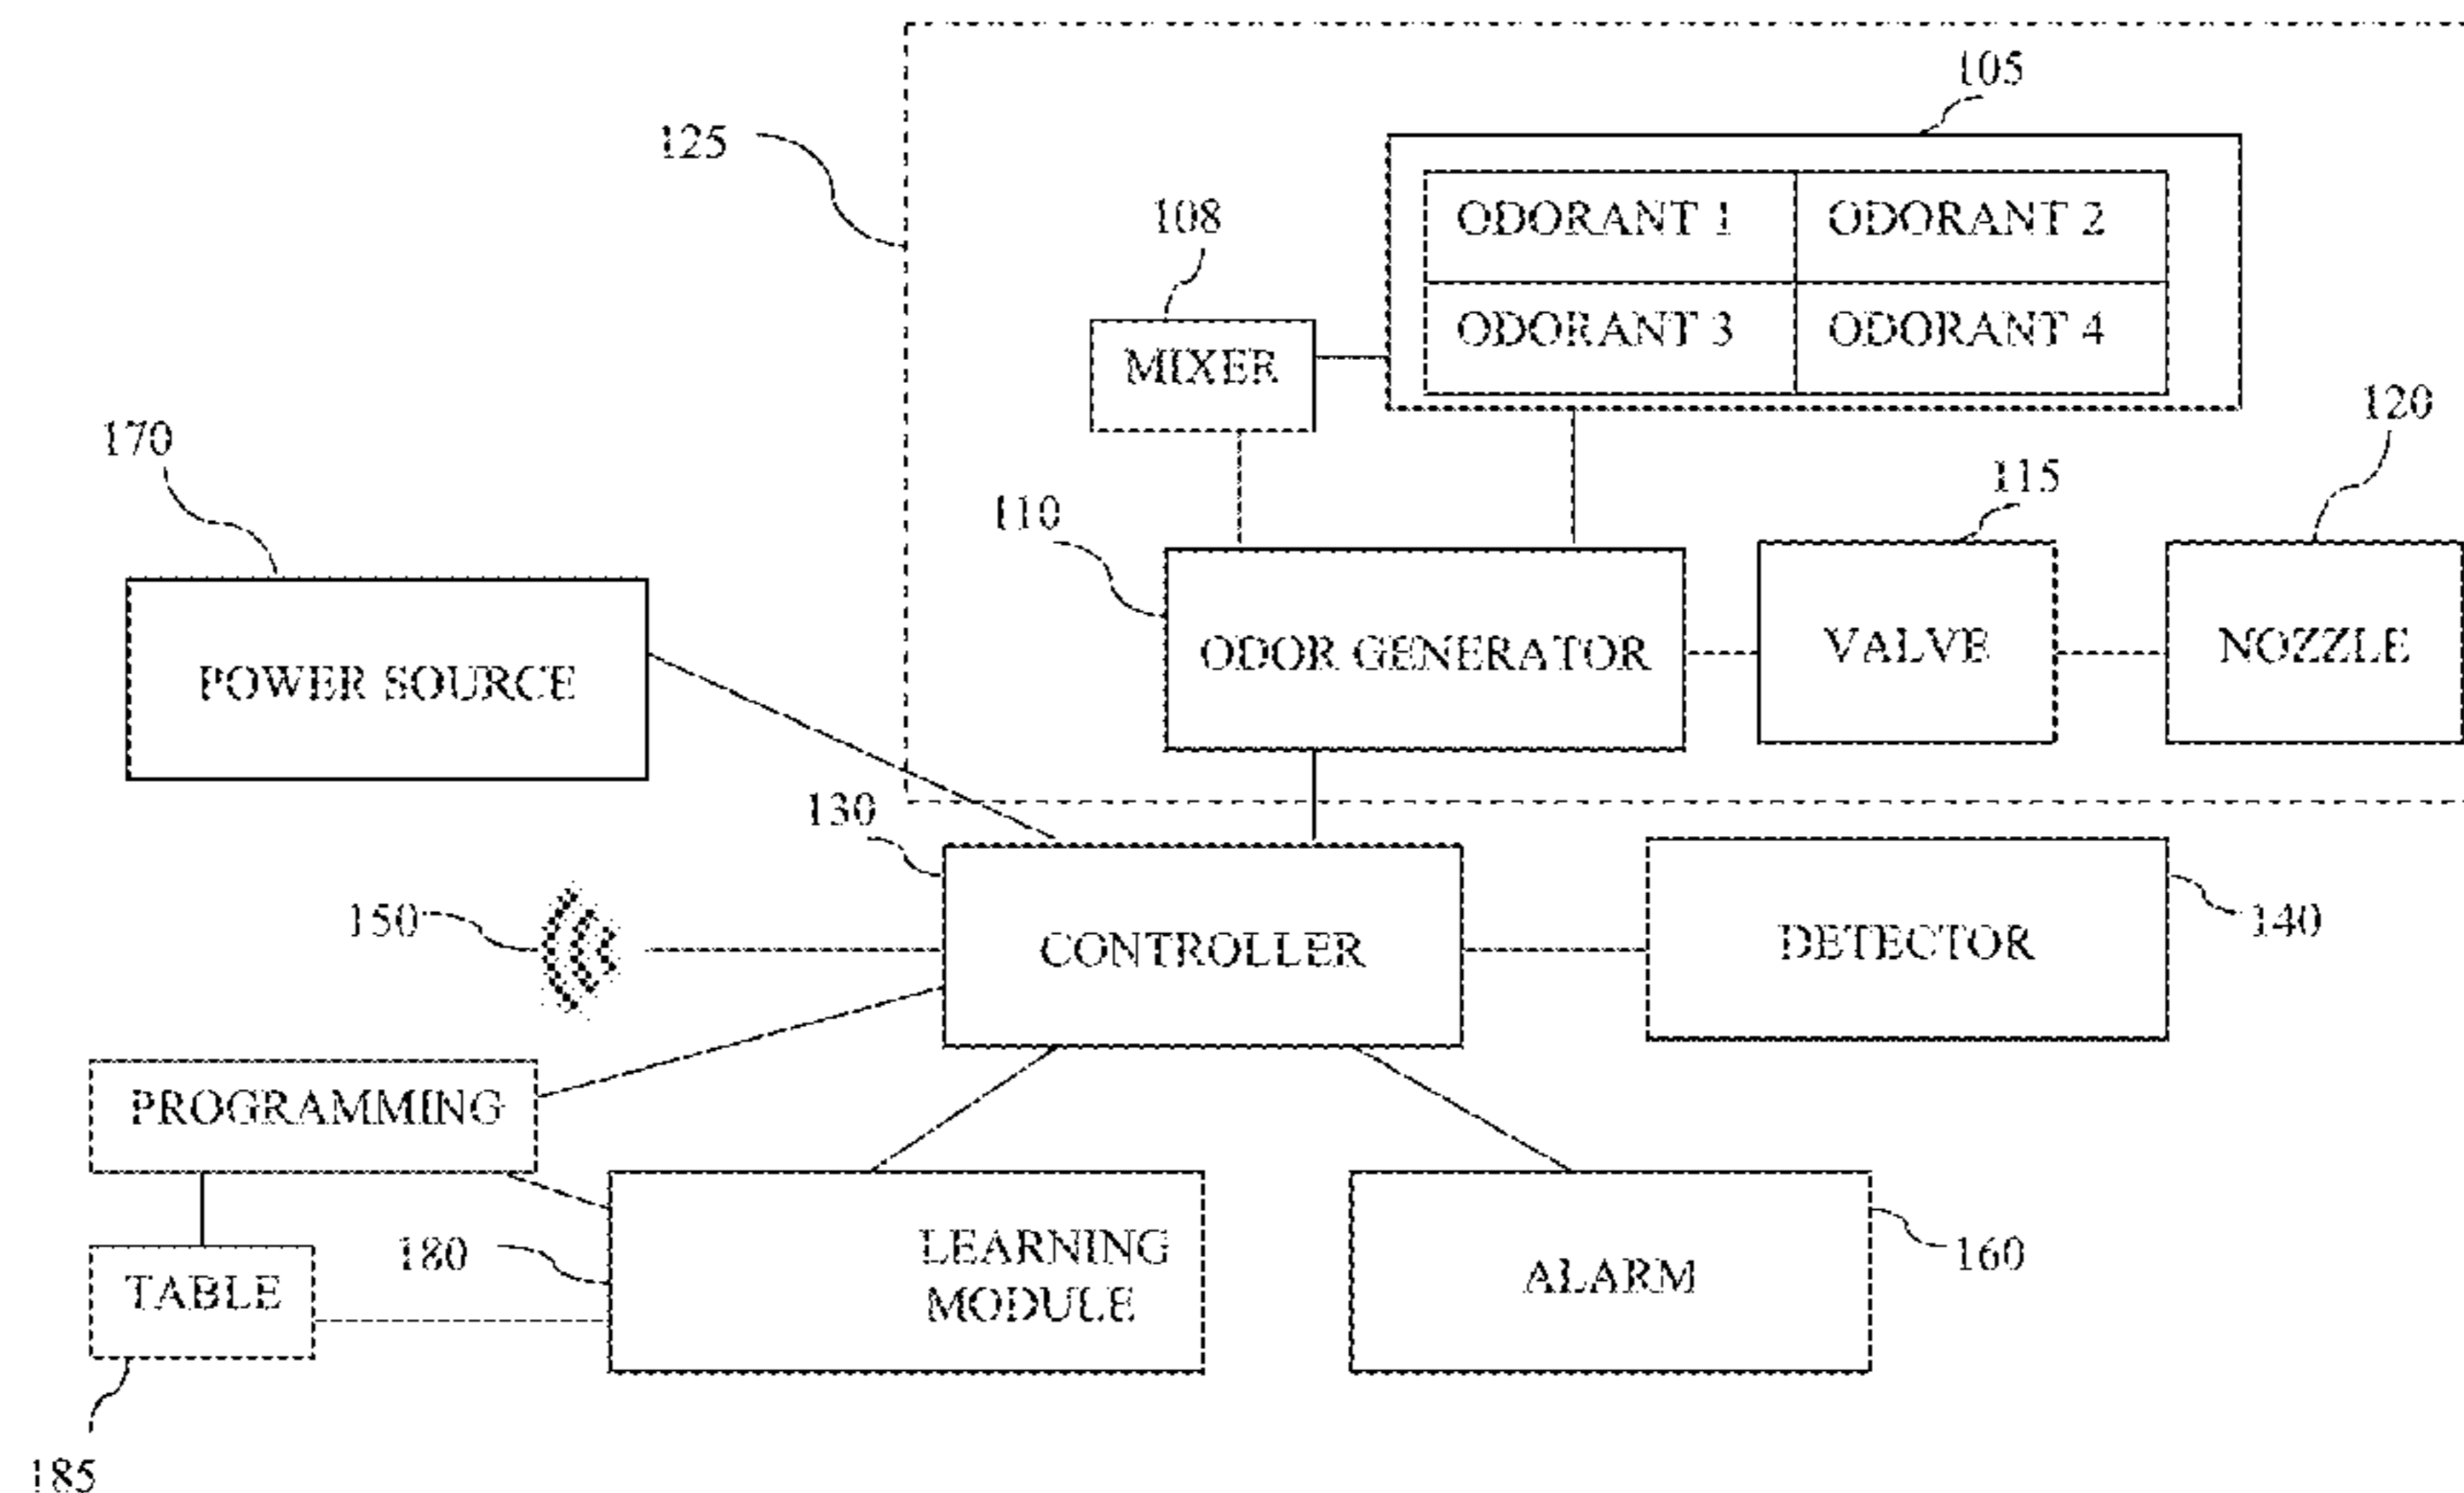 105
125
ODORANT 1
ODORANT 2
108
ODORANT 3
ODORANT 4
MIXER
120
170
115
110
ODOR GENERATOR
VALVE
NOZZLE
POWER SOURCE
130
150
CONTROLLER
DETECTOR
140
PROGRAMMING
180
LEARNING
MODULE
ALARM
160
TABLE
185